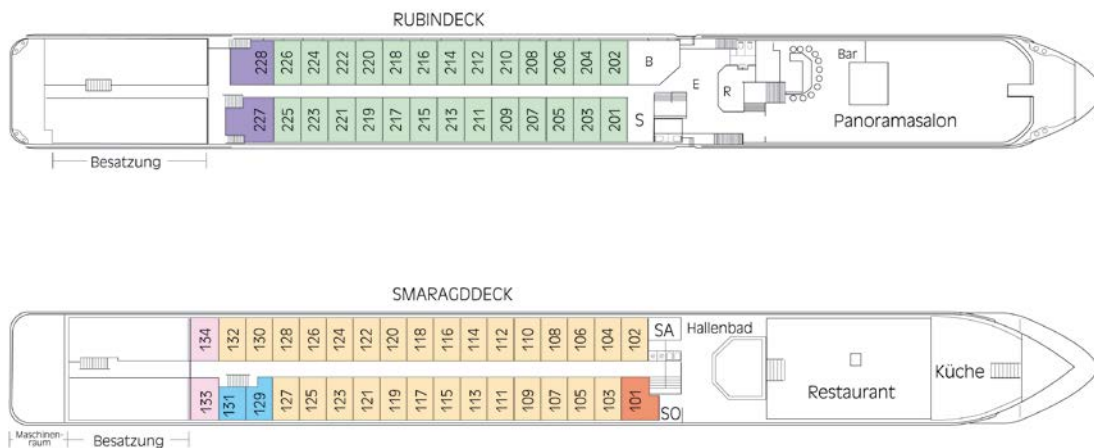 RUBINDECK
228 226 224 222 220 218 216 214 212 210 208 206 204 202 B E R Bar
227 225 223 221 219 217 215 213 211 209 207 205 203 201 S Panoramasalon
Besatzung
SMARAGDDECK
134 132 130 128 126 124 122 120 118 116 114 112 110 108 106 104 102 SA Hallenbad
Küche
Restaurant
133 131 129 127 125 123 121 119 117 115 113 111 109 107 105 103 101 SO
Maschinen-
raum
Besatzung